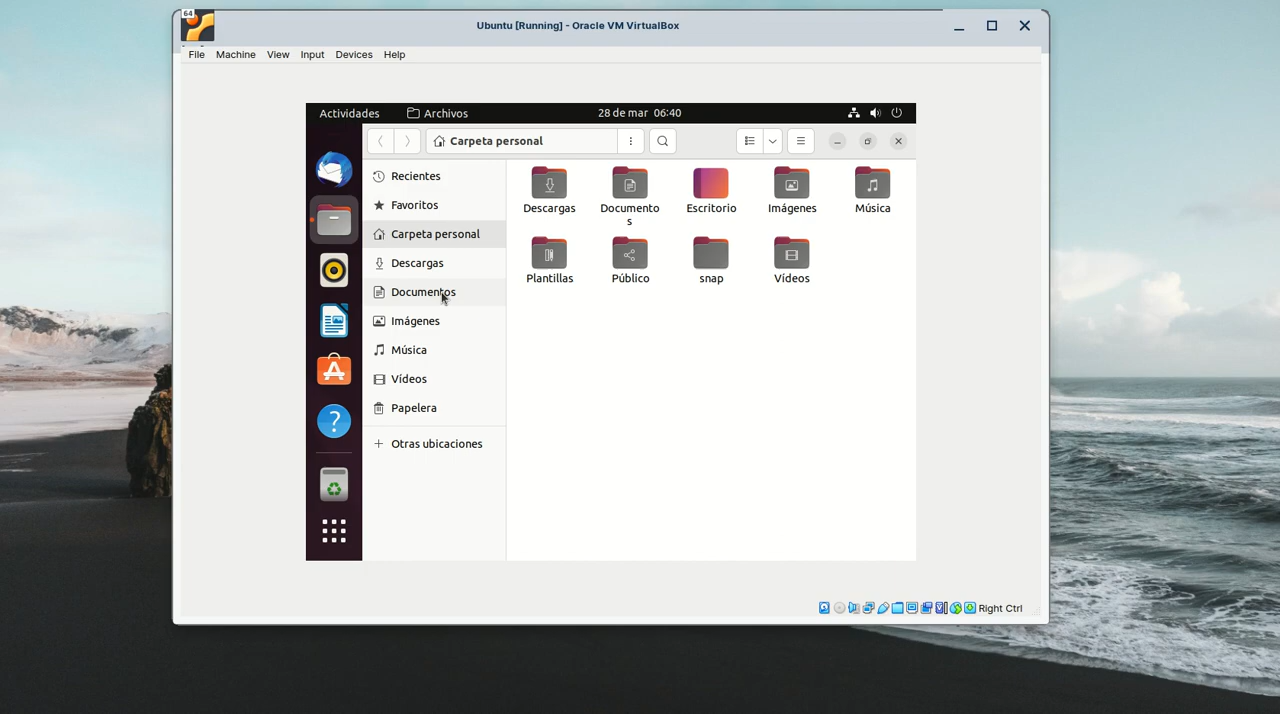 64
Ubuntu [Running] - Oracle VM VirtualBox
File Machine View Input Devices Help
Actividades Archivos 28 de mar 06:40
Carpeta personal
Recientes
Favoritos
Carpeta personal
Descargas
Documentos
Imágenes
Música
Vídeos
Papelera
Otras ubicaciones
Descargas Documento
s Escritorio Imágenes Música
Plantillas Público snap Vídeos
Right Ctrl